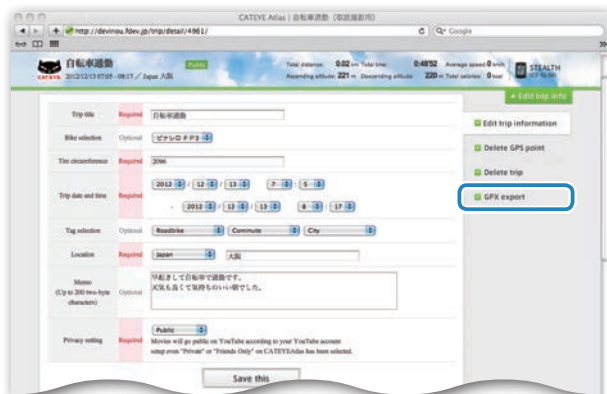 CATEYE Atlas | 自転車通勤 (取説撮影用)
http://devinou.fdev.jp/trip/detail/4961/
Google
CATEYE
自転車通勤
Public
2012/12/13 07:05 - 08:17 / Japan 大阪
Total distance: 0.02 km Total time: 0:48'52 Average speed 0 km/h
Ascending altitude: 221 m Descending altitude: 220 m Total calories: 0 kcal
STEALTH
+ Edit trip info
Trip title Required 自転車通勤
Bike selection Optional ピナレロ F P3
Tire circumference Required 2096
Trip date and time Required 2012 / 12 / 13 7 : 5
- 2012 / 12 / 13 8 : 17
Tag selection Optional Roadbike Commute City
Location Required Japan 大阪
Memo
(Up to 200 two-byte
characters)
Optional
早起きして自転車で通勤です。
天気も良くて気持ちのいい朝でした。
Privacy setting Required Public
Movies will go public on YouTube according to your YouTube account
setup even "Private" or "Friends Only" on CATEYEAtlas has been selected.
Save this
Edit trip information
Delete GPS point
Delete trip
GPX export